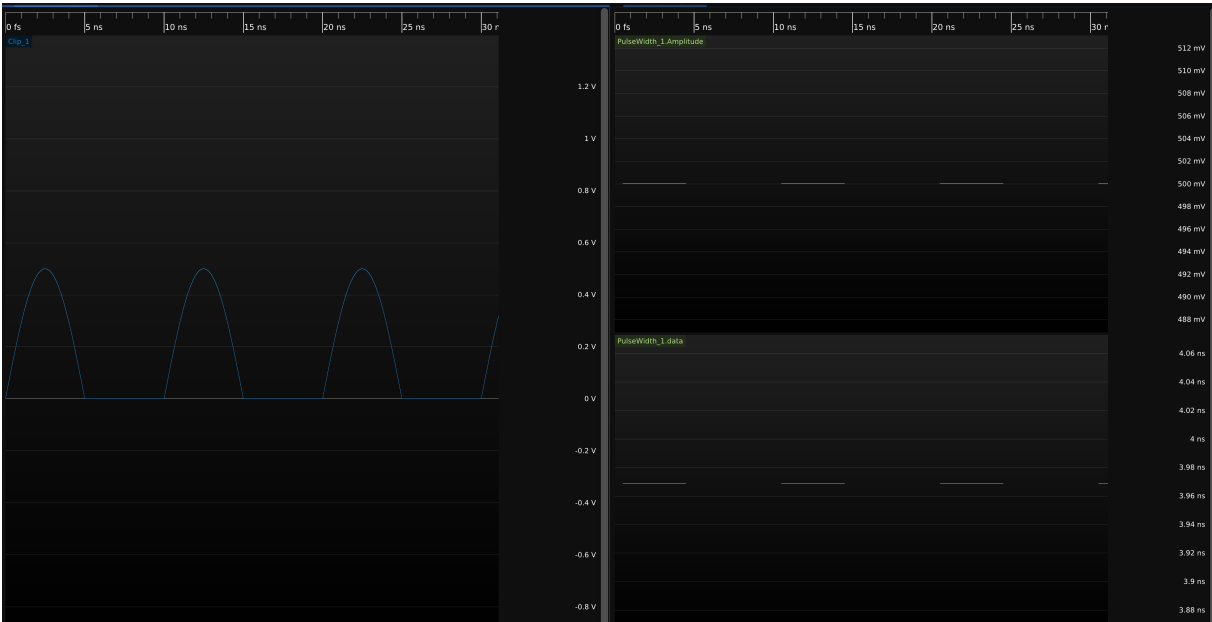 0 fs 5 ns 10 ns 15 ns 20 ns 25 ns 30 n
Clip_1
1.2 V
1 V
0.8 V
0.6 V
0.4 V
0.2 V
0 V
-0.2 V
-0.4 V
-0.6 V
-0.8 V
0 fs 5 ns 10 ns 15 ns 20 ns 25 ns 30 n
PulseWidth_1.Amplitude
512 mV
510 mV
508 mV
506 mV
504 mV
502 mV
500 mV
498 mV
496 mV
494 mV
492 mV
490 mV
488 mV
PulseWidth_1.data
4.06 ns
4.04 ns
4.02 ns
4 ns
3.98 ns
3.96 ns
3.94 ns
3.92 ns
3.9 ns
3.88 ns